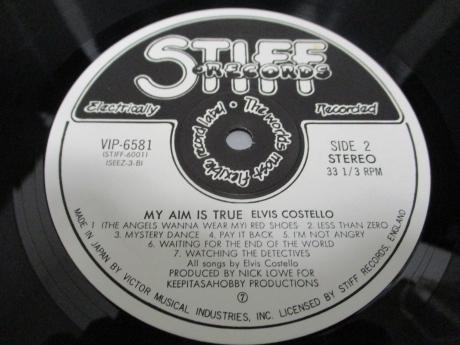 STIFF
RECORDS
Electrically Recorded
The worlds most flexible record label •
VIP-6581
(STIFF-6001)
(SEEZ-3-B)
SIDE 2
STEREO
33 1/3 RPM
MY AIM IS TRUE ELVIS COSTELLO
1. (THE ANGELS WANNA WEAR MY) RED SHOES 2. LESS THAN ZERO
3. MYSTERY DANCE 4. PAY IT BACK 5. I'M NOT ANGRY
6. WAITING FOR THE END OF THE WORLD
7. WATCHING THE DETECTIVES
All songs by Elvis Costello
PRODUCED BY NICK LOWE FOR
KEEPITASAHOBBY PRODUCTIONS
⑦
MADE IN JAPAN BY VICTOR MUSICAL INDUSTRIES, INC. LICENSED BY STIFF RECORDS, ENGLAND